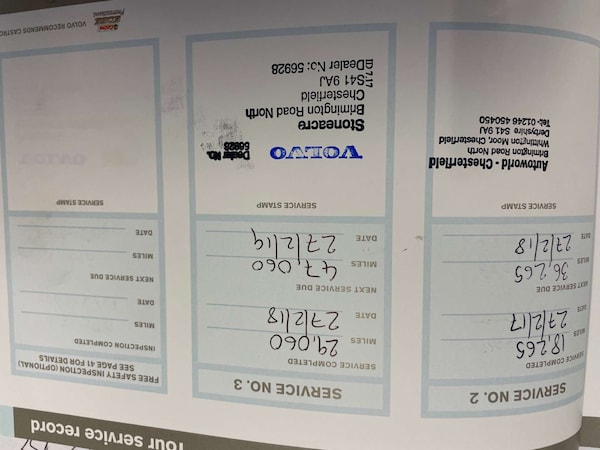 Your service record
SERVICE NO. 2
SERVICE COMPLETED
MILES 18,265
DATE 27/2/17
NEXT SERVICE DUE
MILES 36,265
DATE 27/2/18
SERVICE STAMP
Autoworld - Chesterfield
Brimington Road North
Whittington Moor, Chesterfield
Derbyshire S41 9AJ
Tel: 01246 450450
SERVICE NO. 3
SERVICE COMPLETED
MILES 29,060
DATE 27/2/18
NEXT SERVICE DUE
MILES 47,060
DATE 27/2/19
SERVICE STAMP
VOLVO
Dealer No.
56928
Stoneacre
Brimington Road North
Chesterfield
S41 9AJ
Dealer No: 56928
FREE SAFETY INSPECTION (OPTIONAL)
SEE PAGE 41 FOR DETAILS
INSPECTION COMPLETED
MILES
DATE
NEXT SERVICE DUE
MILES
DATE
SERVICE STAMP
VOLVO RECOMMENDS CASTROL
Castrol
EDGE
Professional